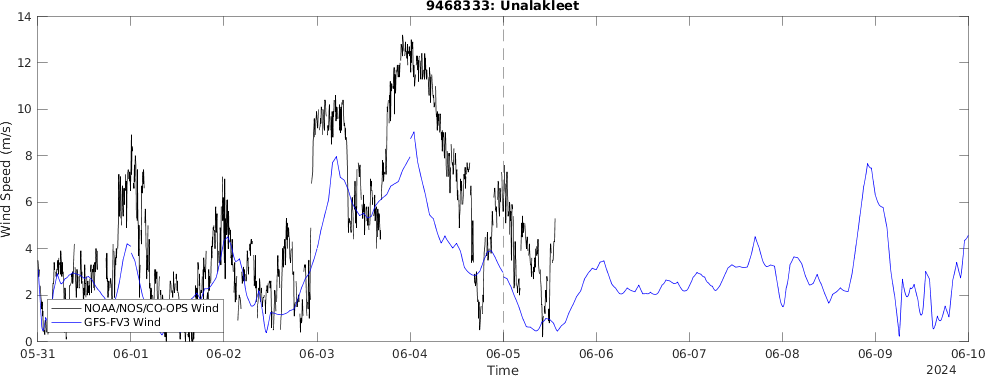 9468333: Unalakleet
14
12
10
8
6
4
2
0
Wind Speed (m/s)
NOAA/NOS/CO-OPS Wind
GFS-FV3 Wind
05-31 06-01 06-02 06-03 06-04 06-05 06-06 06-07 06-08 06-09 06-10
Time
2024